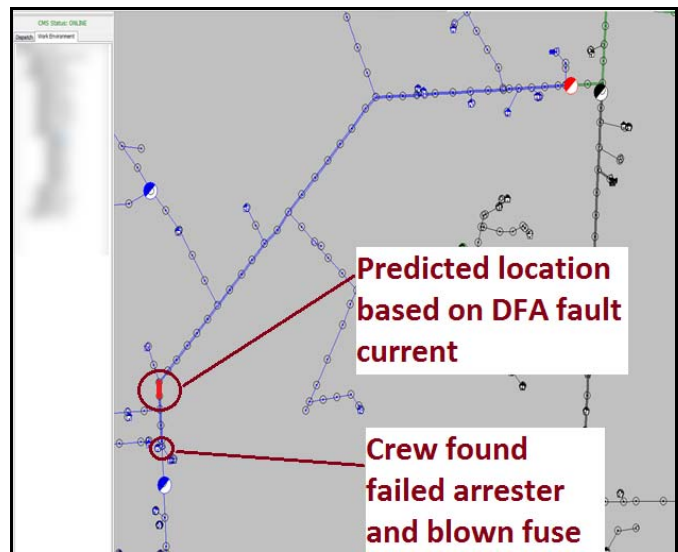 CMS Status: ONLINE
Dispatch Work Environment
Predicted location
based on DFA fault
current
Crew found
failed arrester
and blown fuse